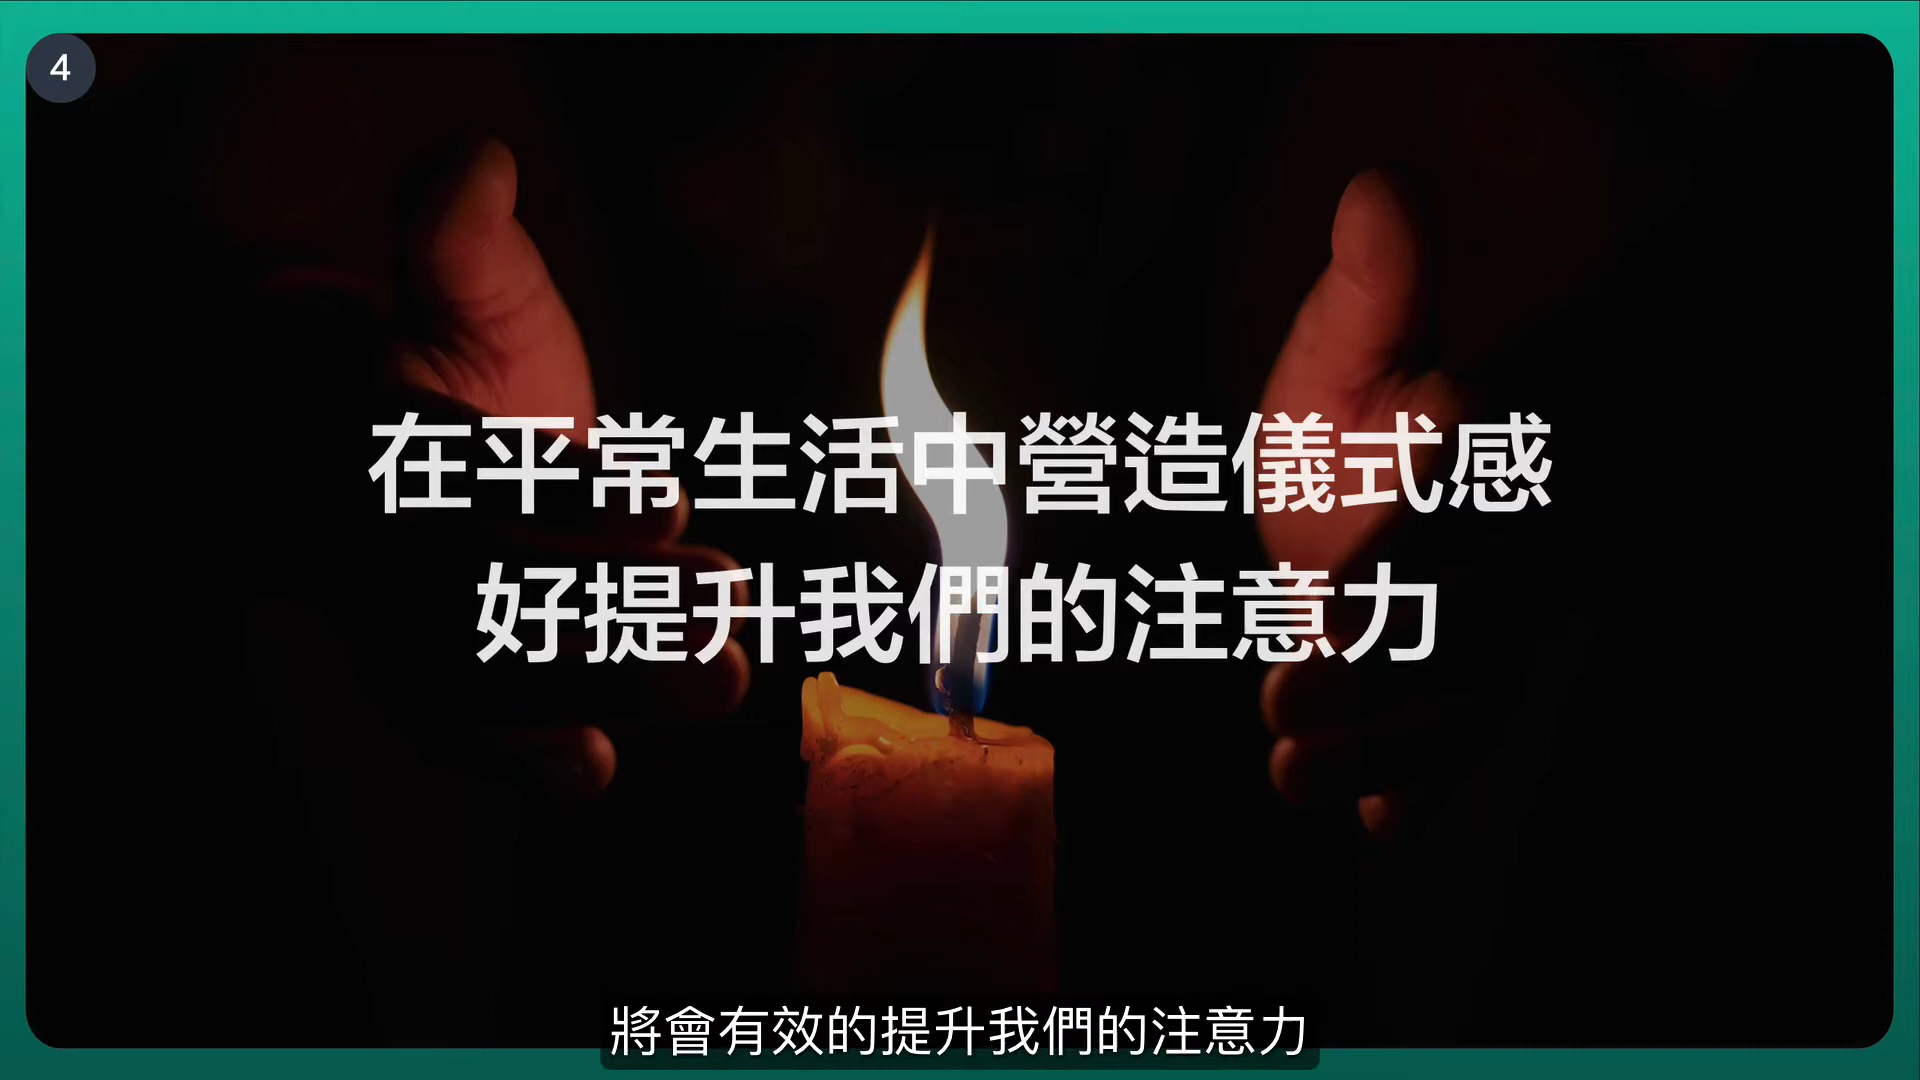 4
在平常生活中營造儀式感
好提升我們的注意力
將會有效的提升我們的注意力